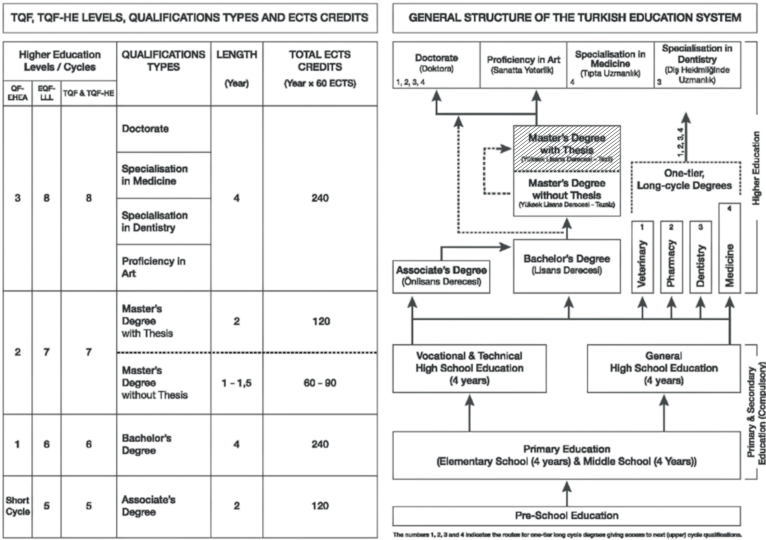 TQF, TQF-HE LEVELS, QUALIFICATIONS TYPES AND ECTS CREDITS
Higher Education
Levels / Cycles
QUALIFICATIONS
TYPES
LENGTH
(Year)
TOTAL ECTS
CREDITS
(Year x 60 ECTS)
QF-
EHEA
EQF-
LLL
TQF & TQF-HE
3
8
8
Doctorate
Specialisation
in Medicine
Specialisation
in Dentistry
Proficiency in
Art
4
240
2
7
7
Master's
Degree
with Thesis
2
120
Master's
Degree
without Thesis
1 – 1,5
60 – 90
1
6
6
Bachelor's
Degree
4
240
Short
Cycle
5
5
Associate's
Degree
2
120
GENERAL STRUCTURE OF THE TURKISH EDUCATION SYSTEM
Doctorate
(Doktora)
1, 2, 3, 4
Proficiency in Art
(Sanatta Yeterlik)
Specialisation in
Medicine
(Tıpta Uzmanlık)
4
Specialisation in
Dentistry
(Diş Hekimliğinde
Uzmanlık)
3
1, 2, 3, 4
Master's Degree
with Thesis
(Yüksek Lisans Derecesi - Tezli)
Master's Degree
without Thesis
(Yüksek Lisans Derecesi - Tezsiz)
One-tier,
Long-cycle Degrees
Higher Education
Associate's Degree
(Önlisans Derecesi)
Bachelor's Degree
(Lisans Derecesi)
1
Veterinary
2
Pharmacy
3
Dentistry
4
Medicine
Vocational & Technical
High School Education
(4 years)
General
High School Education
(4 years)
Primary & Secondary
Education (Compulsory)
Primary Education
(Elementary School (4 years) & Middle School (4 Years))
Pre-School Education
The numbers 1, 2, 3 and 4 indicates the routes for one-tier long cycle degrees giving access to next (upper) cycle qualifications.